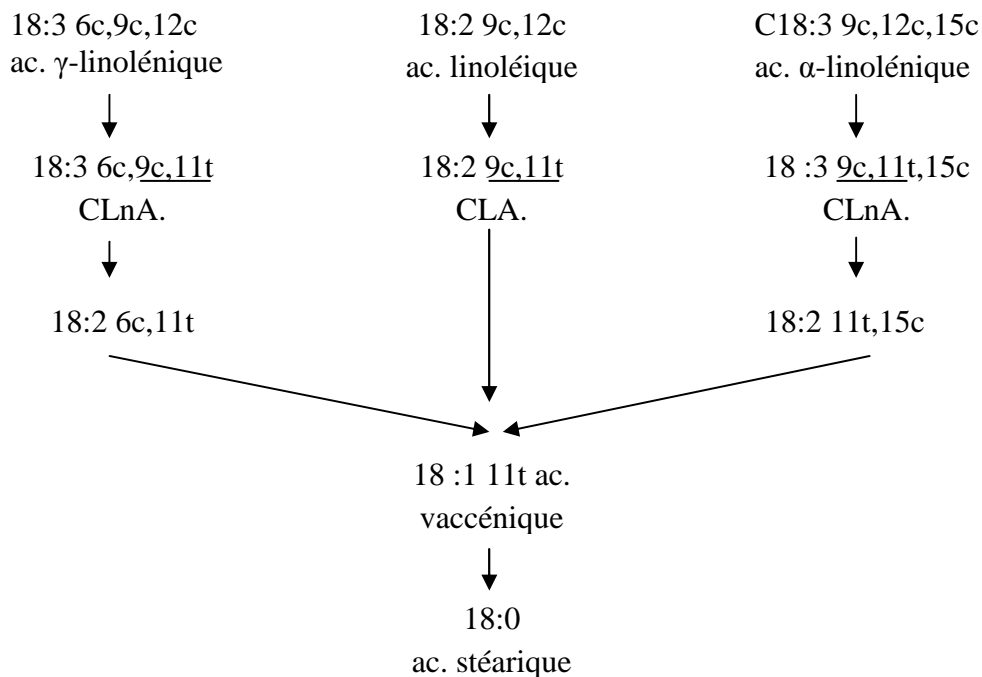 18:3 6c,9c,12c
ac. γ-linolénique
18:2 9c,12c
ac. linoléique
C18:3 9c,12c,15c
ac. α-linolénique
18:3 6c,9c,11t
CLnA.
18:2 9c,11t
CLA.
18 :3 9c,11t,15c
CLnA.
18:2 6c,11t
18:2 11t,15c
18 :1 11t ac.
vaccénique
18:0
ac. stéarique